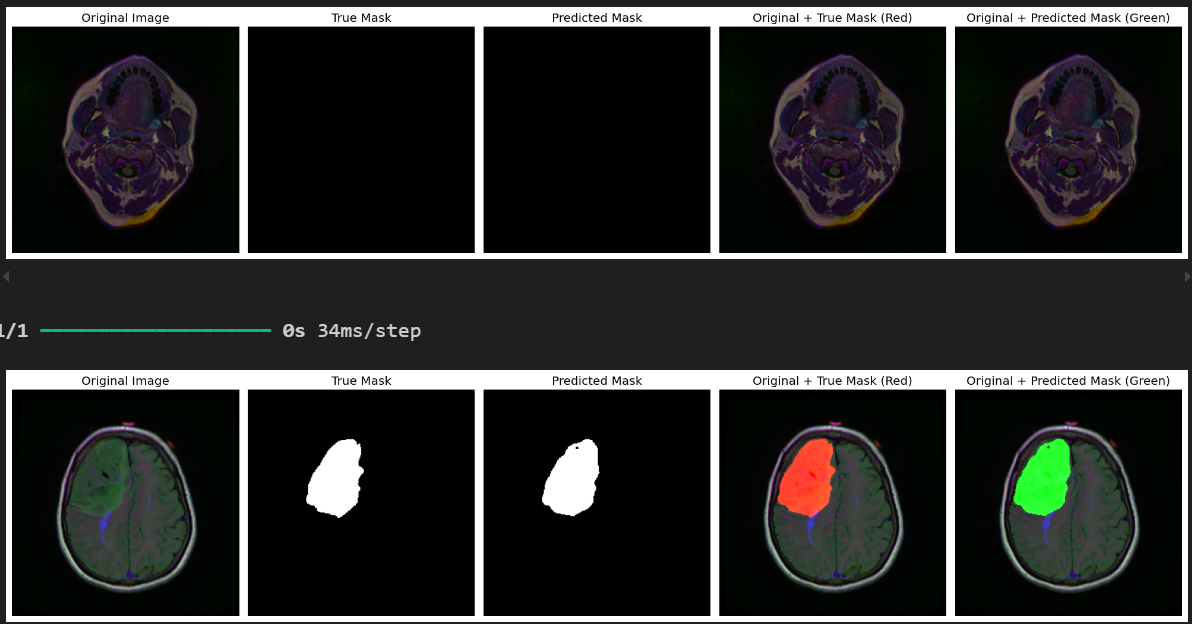 Original Image True Mask Predicted Mask Original + True Mask (Red) Original + Predicted Mask (Green)
1/1 0s 34ms/step
Original Image True Mask Predicted Mask Original + True Mask (Red) Original + Predicted Mask (Green)